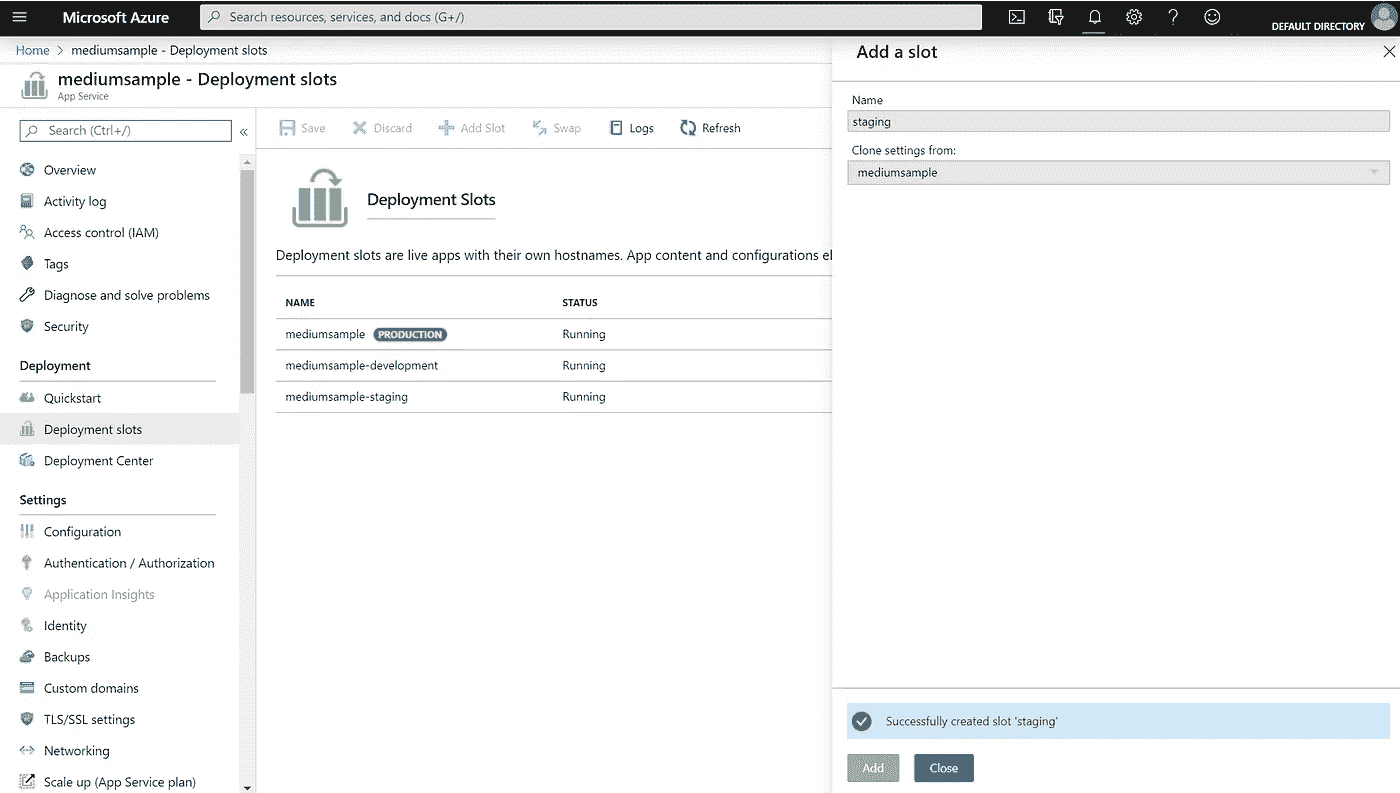 Microsoft Azure
Search resources, services, and docs (G+/)
DEFAULT DIRECTORY
Home > mediumsample - Deployment slots
mediumsample - Deployment slots
App Service
Search (Ctrl+/)
«
Overview
Activity log
Access control (IAM)
Tags
Diagnose and solve problems
Security
Deployment
Quickstart
Deployment slots
Deployment Center
Settings
Configuration
Authentication / Authorization
Application Insights
Identity
Backups
Custom domains
TLS/SSL settings
Networking
Scale up (App Service plan)
Save Discard Add Slot Swap Logs Refresh
Deployment Slots
Deployment slots are live apps with their own hostnames. App content and configurations el
NAME STATUS
mediumsample PRODUCTION Running
mediumsample-development Running
mediumsample-staging Running
Add a slot
Name
staging
Clone settings from:
mediumsample
Successfully created slot 'staging'
Add Close